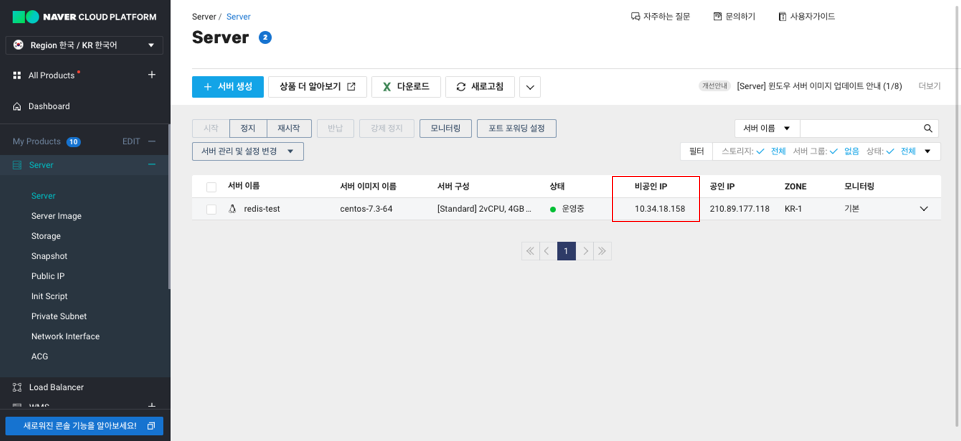 NAVER CLOUD PLATFORM
Region 한국 / KR 한국어
All Products
Dashboard
My Products 10 EDIT
Server
Server
Server Image
Storage
Snapshot
Public IP
Init Script
Private Subnet
Network Interface
ACG
Load Balancer
WMS
새로워진 콘솔 기능을 알아보세요!
Server / Server
자주하는 질문 문의하기 사용자가이드
Server 2
+ 서버 생성 상품 더 알아보기 다운로드 새로고침
개선안내 [Server] 윈도우 서버 이미지 업데이트 안내 (1/8) 더보기
시작 정지 재시작 반납 강제 정지 모니터링 포트 포워딩 설정
서버 이름
서버 관리 및 설정 변경
필터 스토리지: 전체 서버 그룹: 없음 상태: 전체
서버 이름 서버 이미지 이름 서버 구성 상태 비공인 IP 공인 IP ZONE 모니터링
redis-test centos-7.3-64 [Standard] 2vCPU, 4GB ... 운영중 10.34.18.158 210.89.177.118 KR-1 기본
1